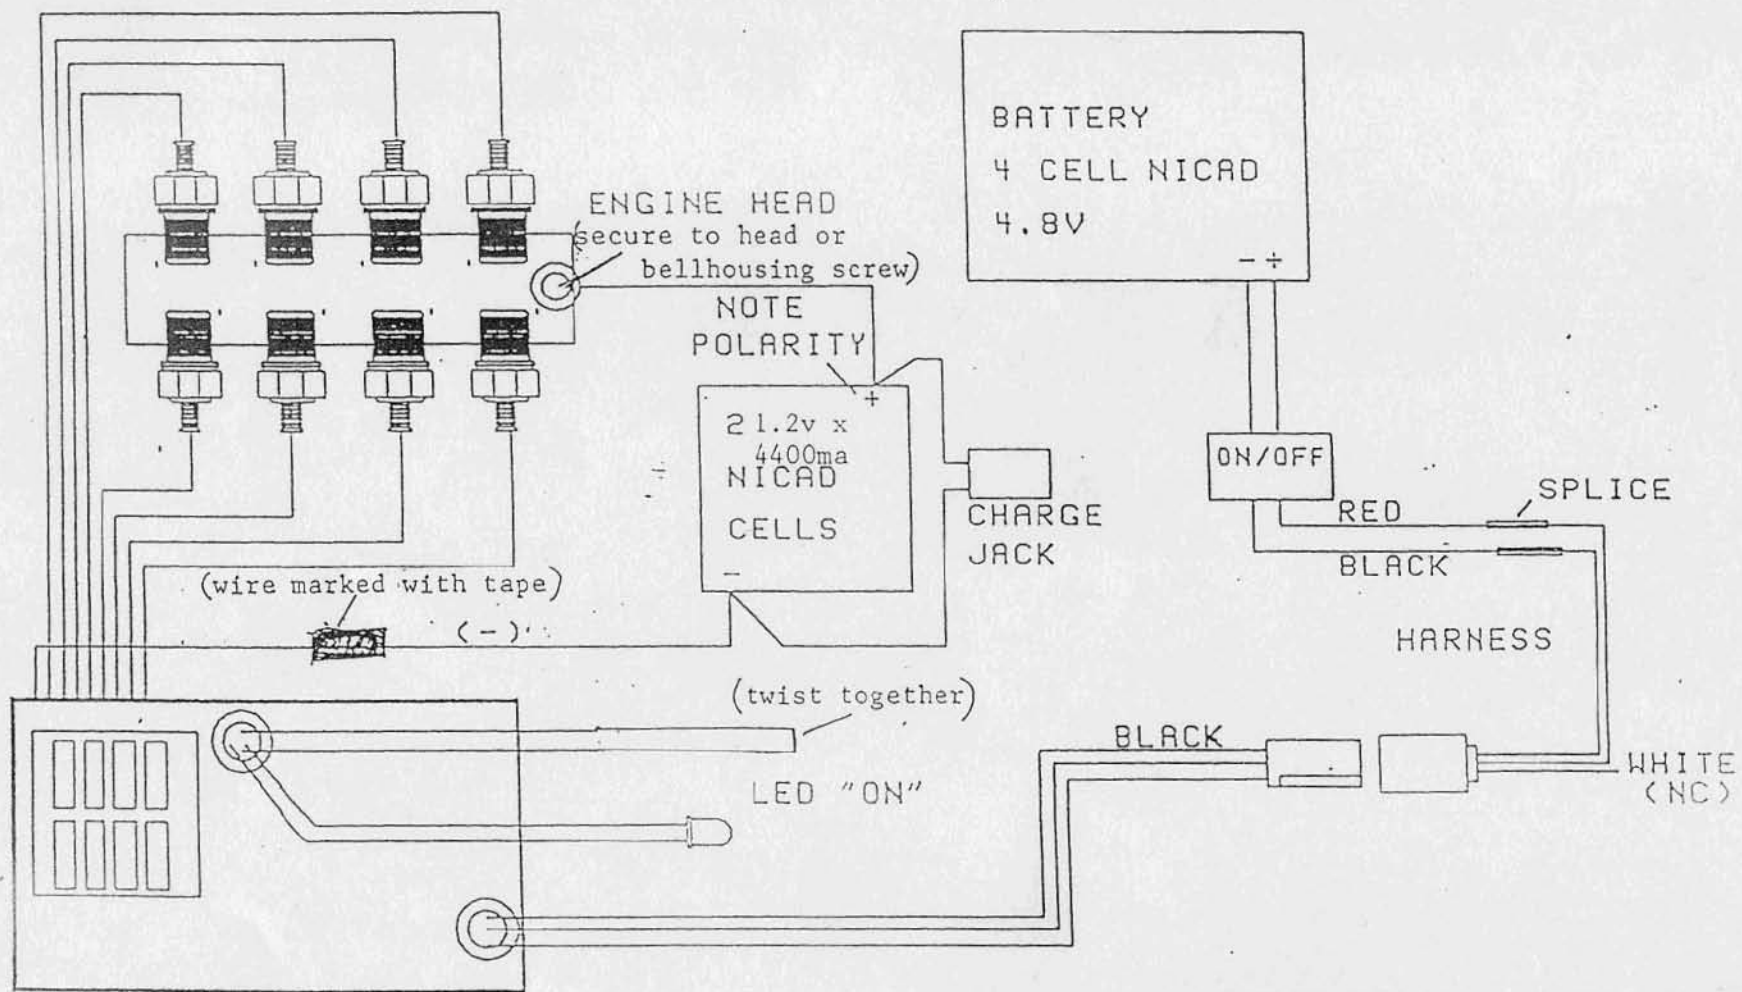 BATTERY
4 CELL NICAD
4.8V
- +
ENGINE HEAD
(secure to head or
bellhousing screw)
NOTE
POLARITY
+
2 1.2v x
4400ma
NICAD
CELLS
-
CHARGE
JACK
ON/OFF
RED
SPLICE
BLACK
HARNESS
(wire marked with tape)
(-)
(twist together)
LED "ON"
BLACK
WHITE
(NC)